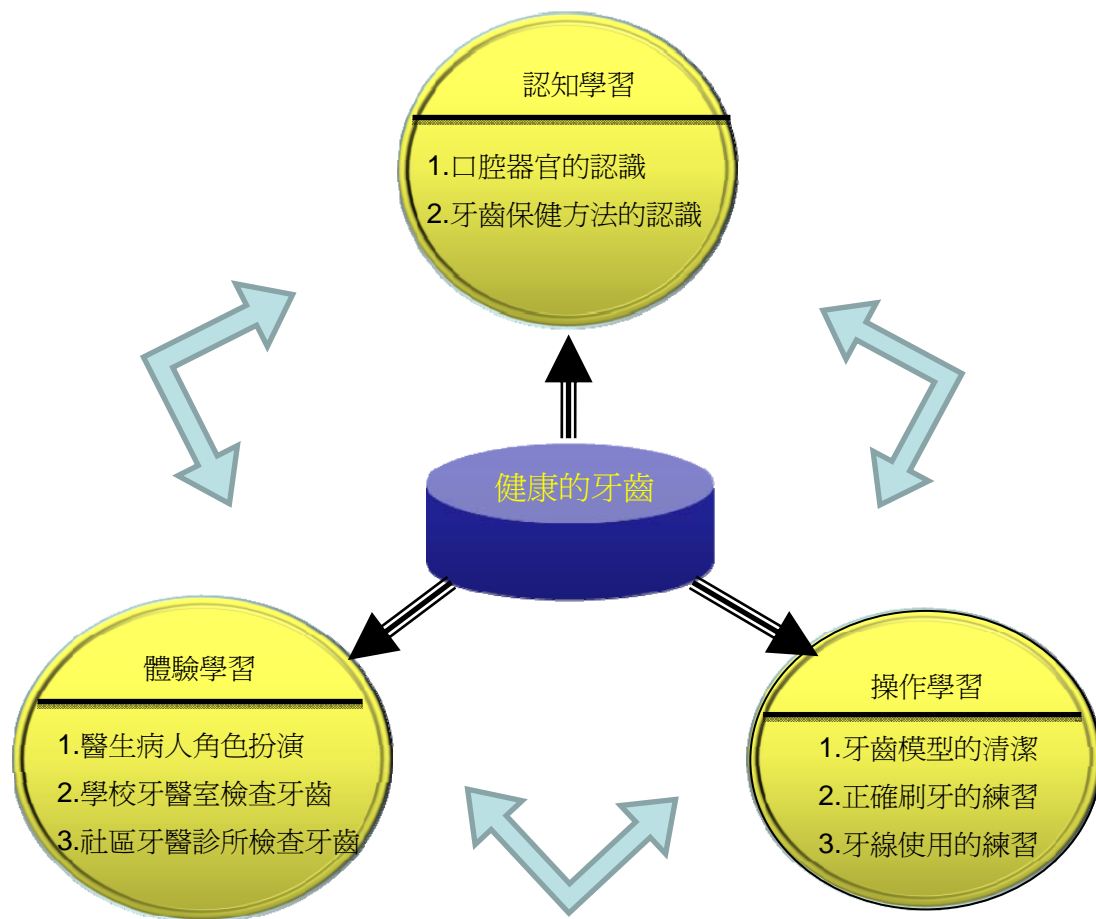 認知學習
1.口腔器官的認識
2.牙齒保健方法的認識
健康的牙齒
體驗學習
1.醫生病人角色扮演
2.學校牙醫室檢查牙齒
3.社區牙醫診所檢查牙齒
操作學習
1.牙齒模型的清潔
2.正確刷牙的練習
3.牙線使用的練習